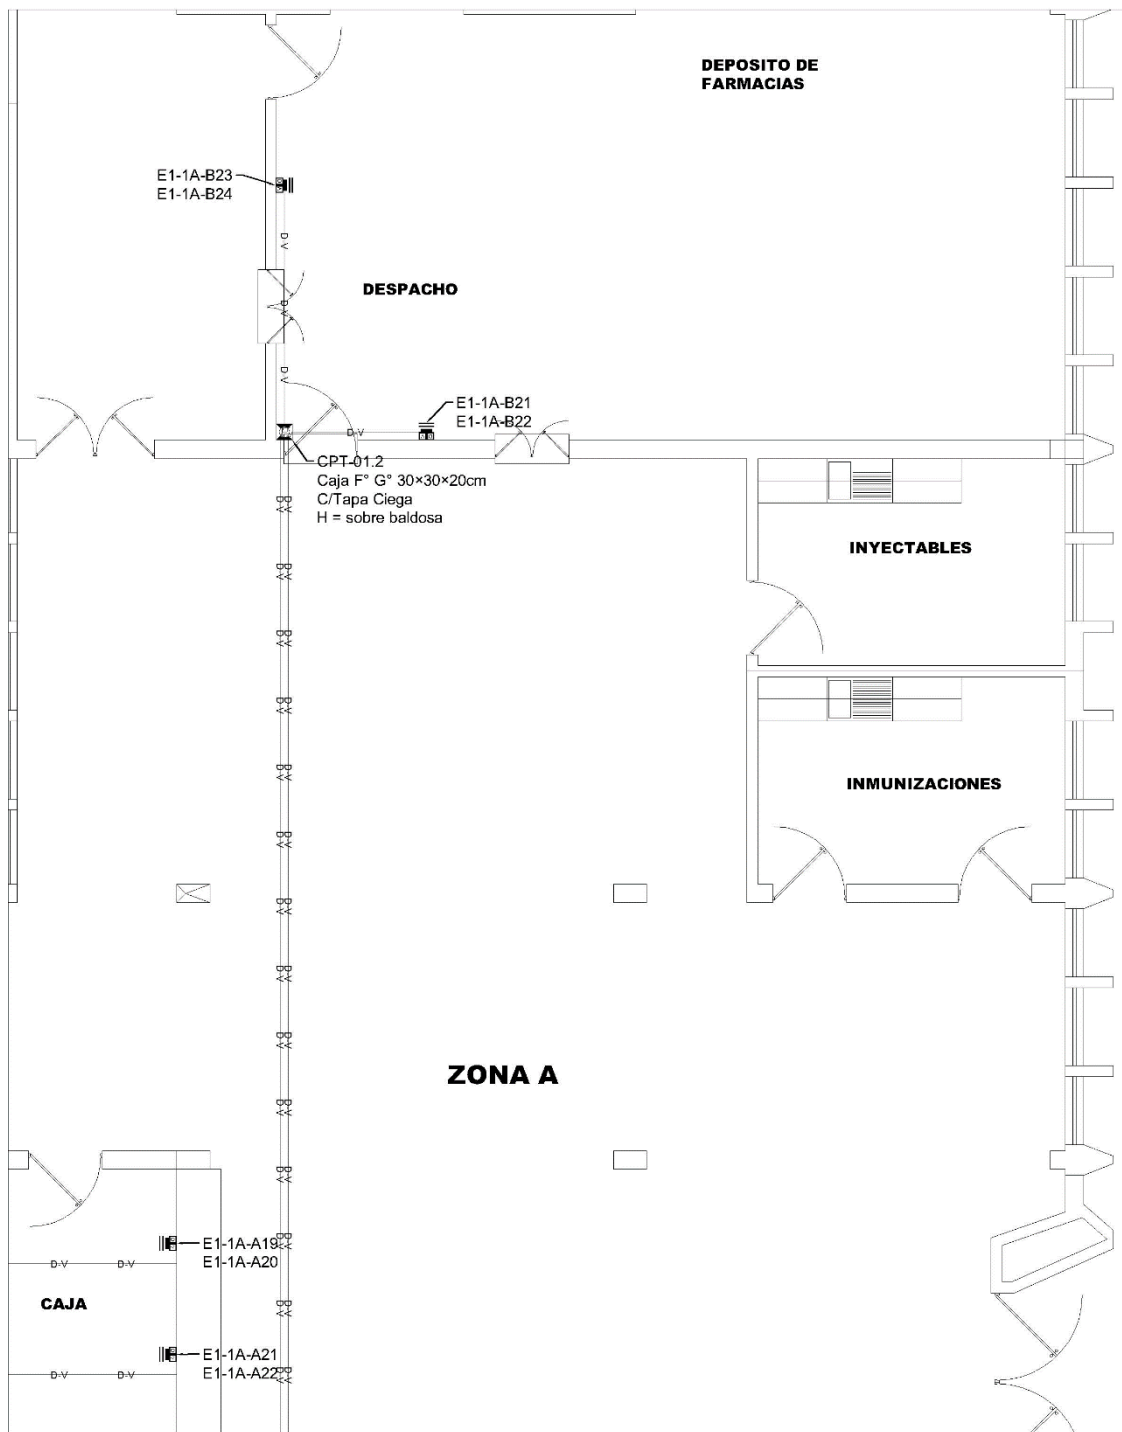 DEPOSITO DE
FARMACIAS
E1-1A-B23
E1-1A-B24
D-V
DESPACHO
D-V
D-V
E1-1A-B21
E1-1A-B22
D-V
CPT-01.2
Caja F° G° 30×30×20cm
C/Tapa Ciega
H = sobre baldosa
D-V D-V
D-V D-V
INYECTABLES
D-V D-V
D-V D-V
D-V D-V
INMUNIZACIONES
D-V D-V
D-V D-V
D-V D-V
D-V D-V
ZONA A
D-V D-V
D-V D-V
E1-1A-A19
E1-1A-A20
D-V D-V
D-V D-V
CAJA
D-V D-V
E1-1A-A21
E1-1A-A22
D-V D-V
D-V D-V